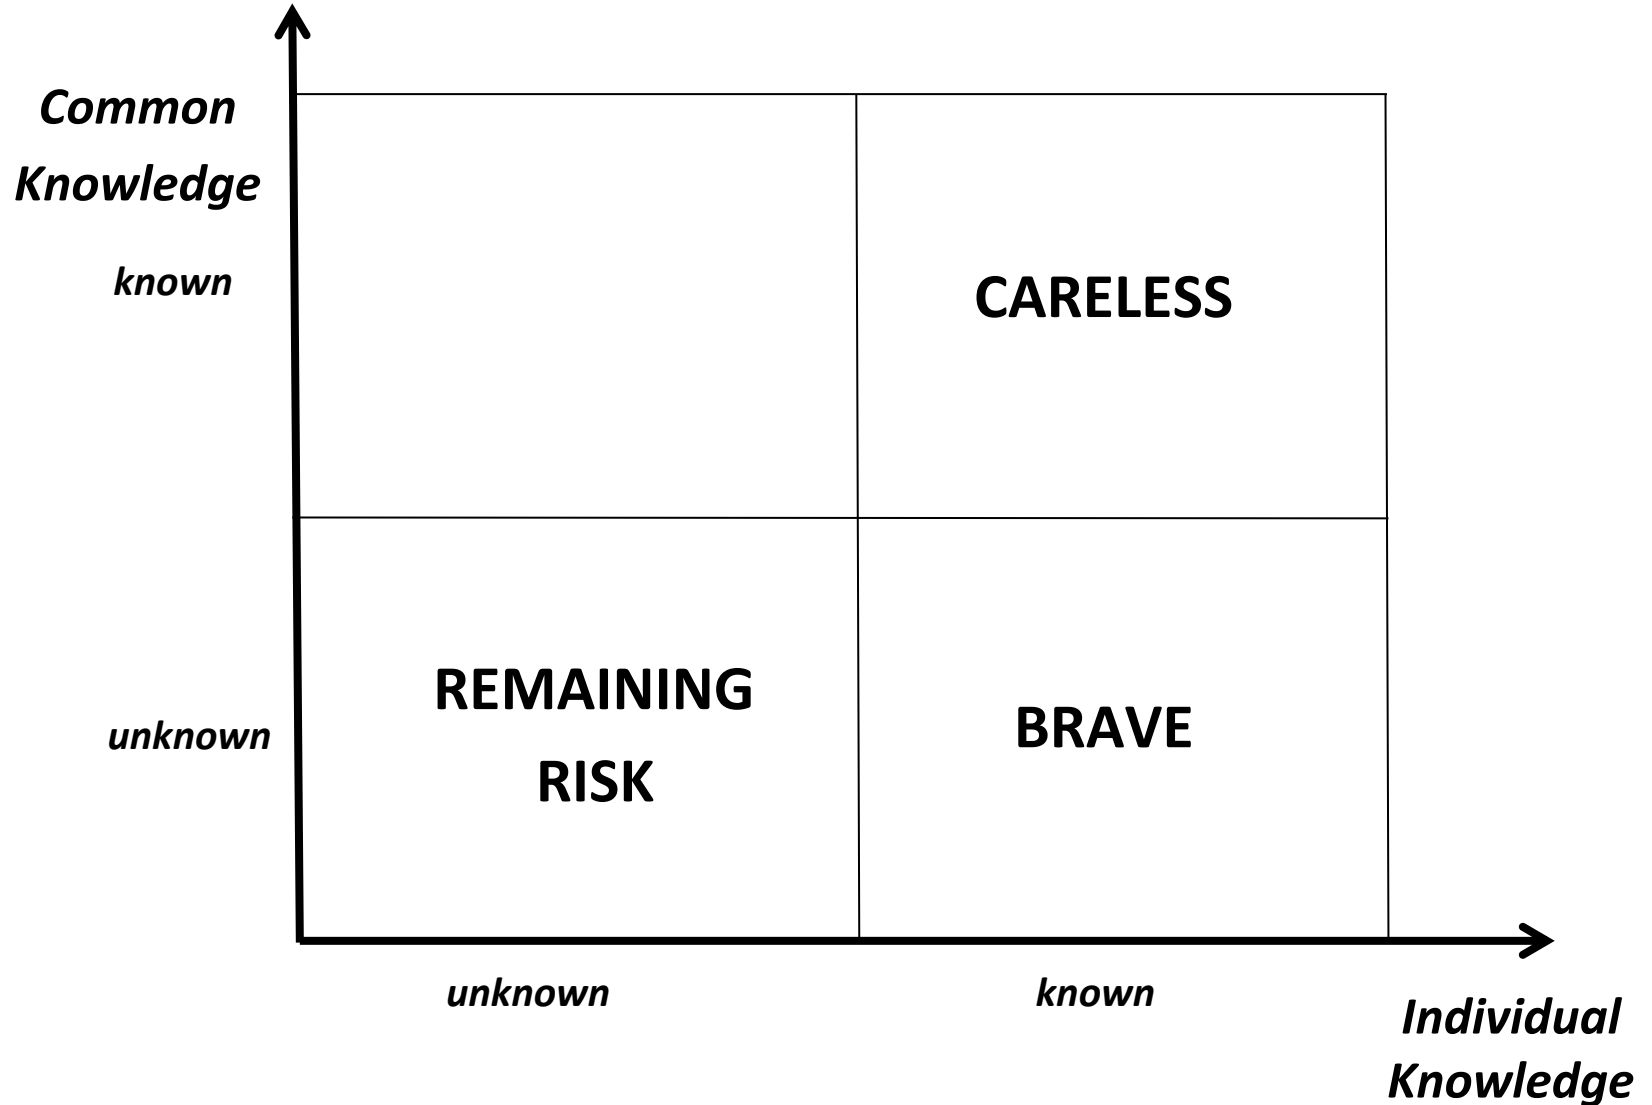 Common
Knowledge
known
CARELESS
REMAINING
RISK
BRAVE
unknown
unknown
known
Individual
Knowledge